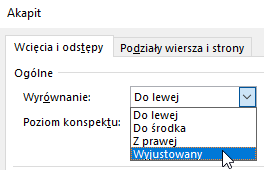 Akapit
Wcięcia i odstępy Podziały wiersza i strony
Ogólne
Wyrównanie: Do lewej
Do lewej
Poziom konspektu: Do środka
Z prawej
Wyjustowany